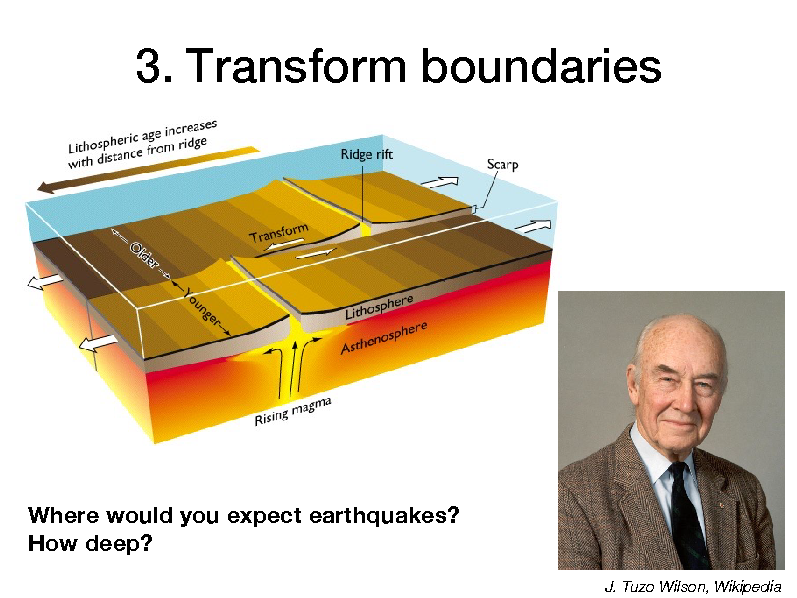 3. Transform boundaries
Lithospheric age increases
with distance from ridge
Ridge rift
Scarp
Transform
Older
Younger
Lithosphere
Asthenosphere
Rising magma
Where would you expect earthquakes?
How deep?
J. Tuzo Wilson, Wikipedia